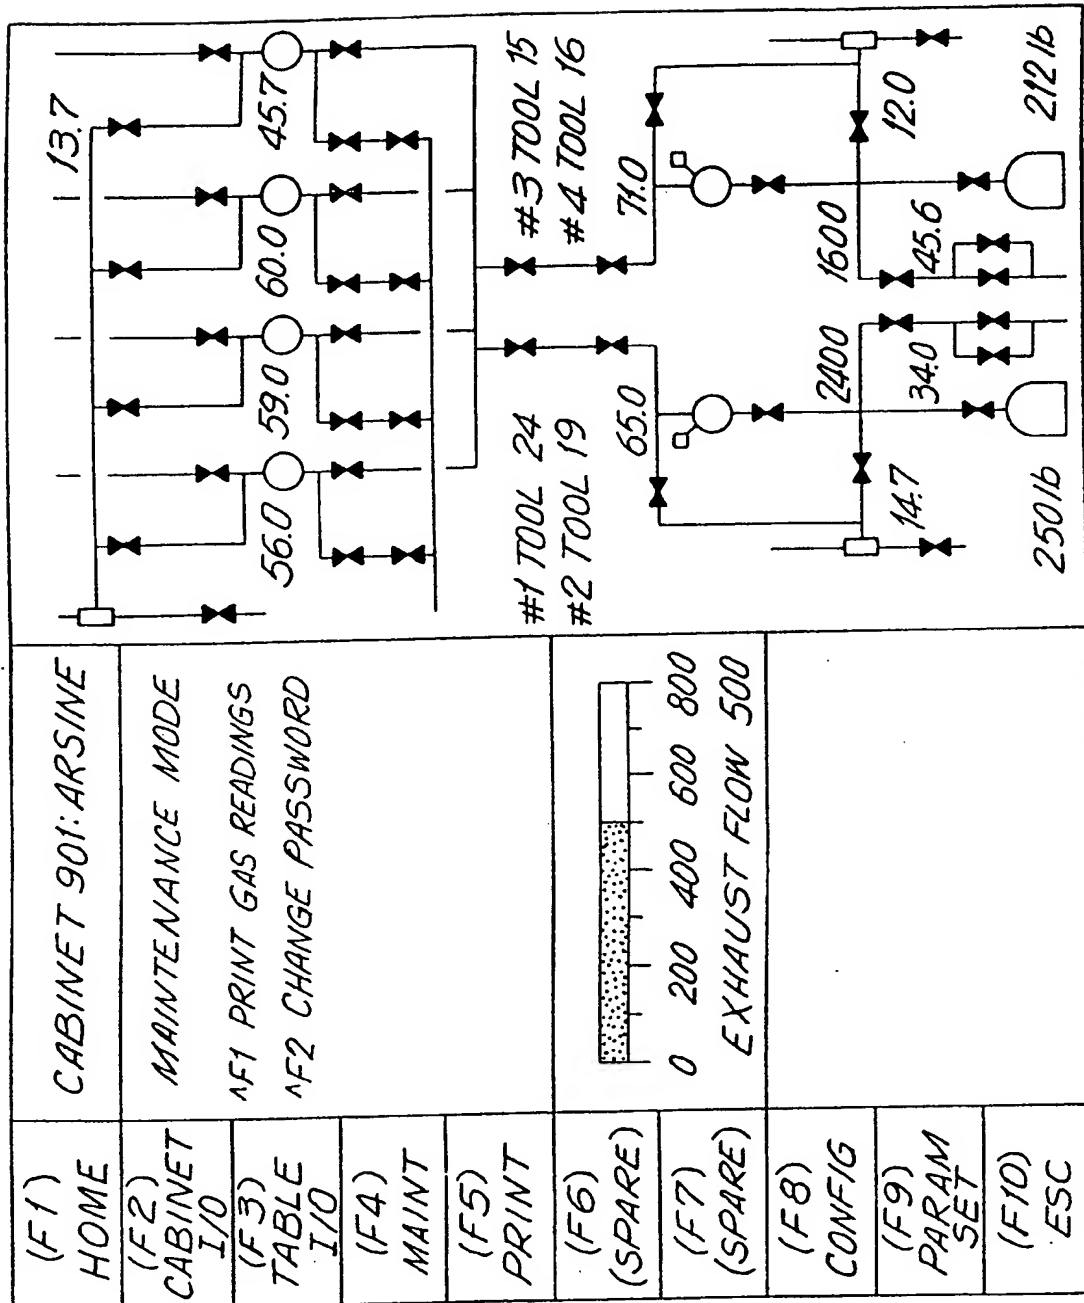 (F1)
HOME
(F2)
CABINET
I/O
(F3)
TABLE
I/O
(F4)
MAINT
(F5)
PRINT
(F6)
(SPARE)
(F7)
(SPARE)
(F8)
CONFIG
(F9)
PARAM
SET
(F10)
ESC
CABINET 901: ARSINE
MAINTENANCE MODE
^F1 PRINT GAS READINGS
^F2 CHANGE PASSWORD
0 200 400 600 800
EXHAUST FLOW 500
13.7
56.0 59.0 60.0 45.7
#1 TOOL 24 #3 TOOL 15
#2 TOOL 19 #4 TOOL 16
65.0 71.0
2400 1600
14.7 34.0 45.6 12.0
250 lb 212 lb